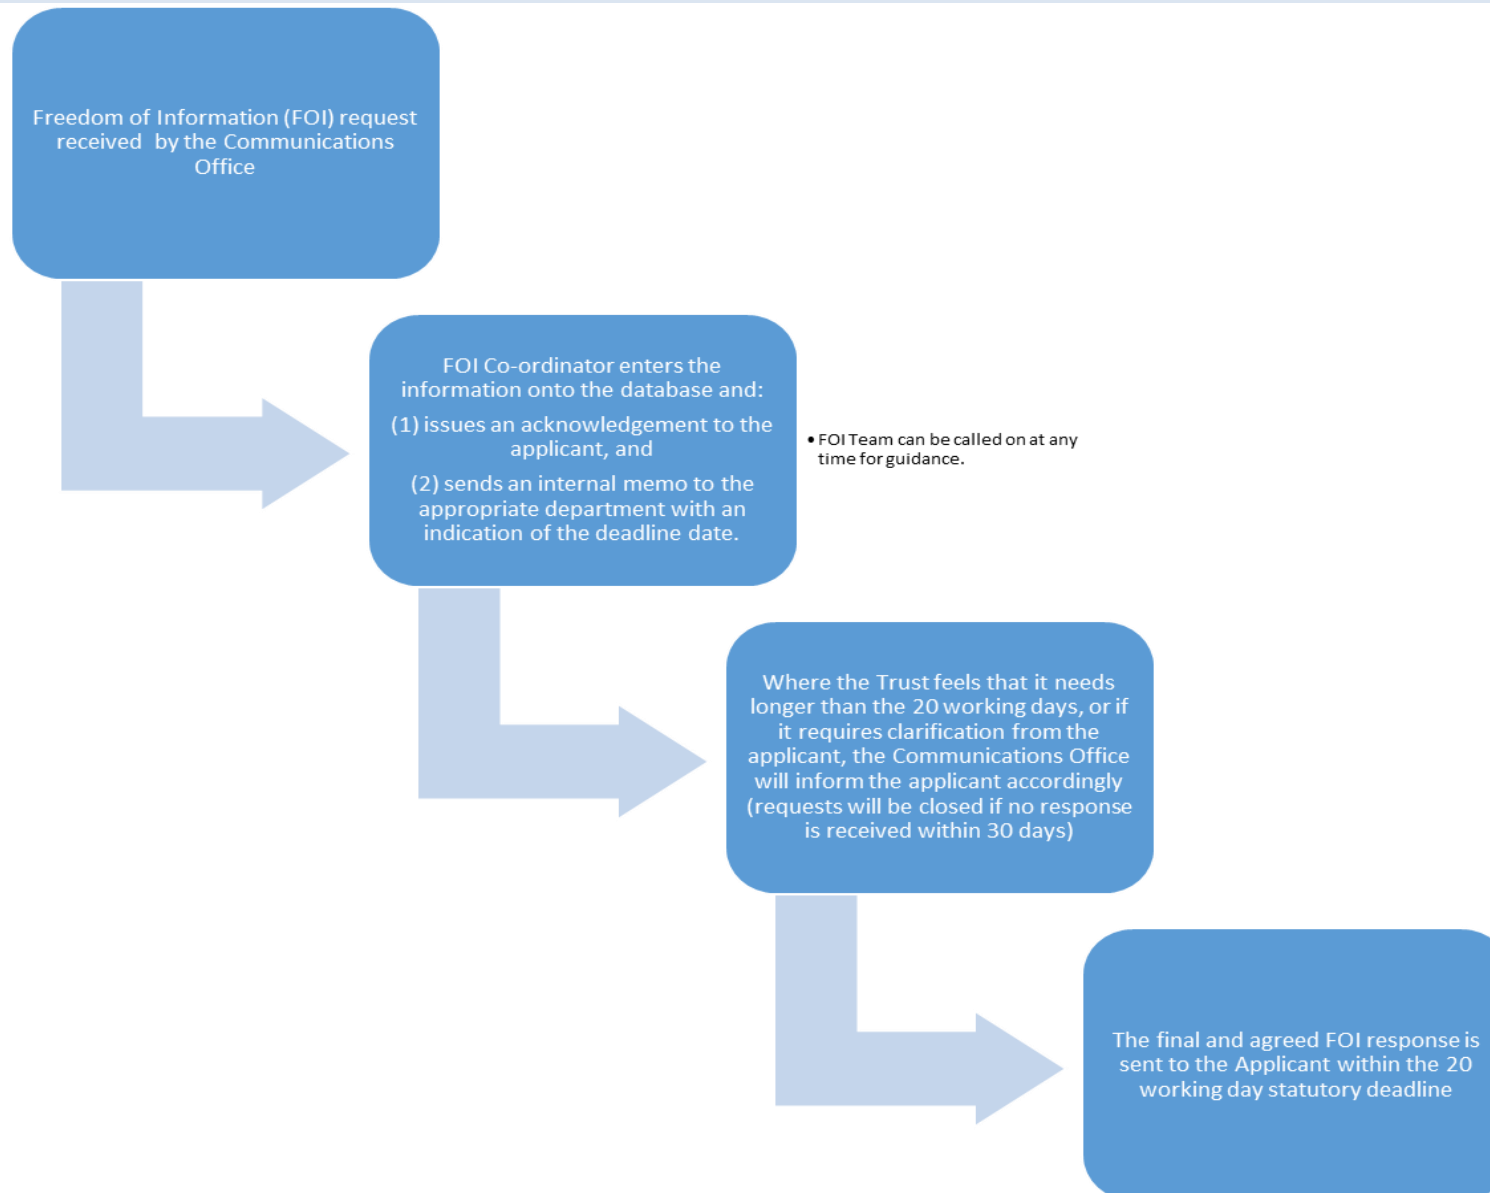 Freedom of Information (FOI) request
received by the Communications
Office
FOI Co-ordinator enters the
information onto the database and:
(1) issues an acknowledgement to the
applicant, and
(2) sends an internal memo to the
appropriate department with an
indication of the deadline date.
• FOI Team can be called on at any
time for guidance.
Where the Trust feels that it needs
longer than the 20 working days, or if
it requires clarification from the
applicant, the Communications Office
will inform the applicant accordingly
(requests will be closed if no response
is received within 30 days)
The final and agreed FOI response is
sent to the Applicant within the 20
working day statutory deadline